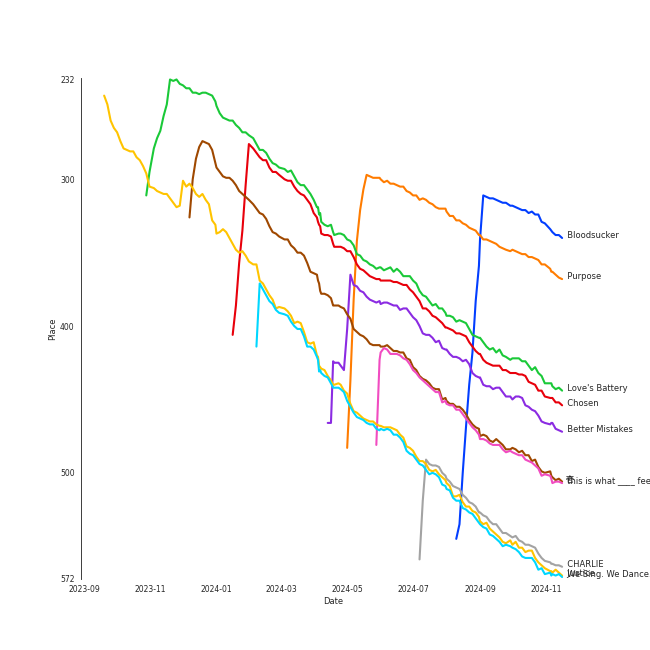 232
300
400
500
572
Place
2023-09
2023-11
2024-01
2024-03
2024-05
2024-07
2024-09
2024-11
Date
Bloodsucker
Purpose
Love's Battery
Chosen
Better Mistakes
This is what ____ fee
CHARLIE
We Sing. We Dance